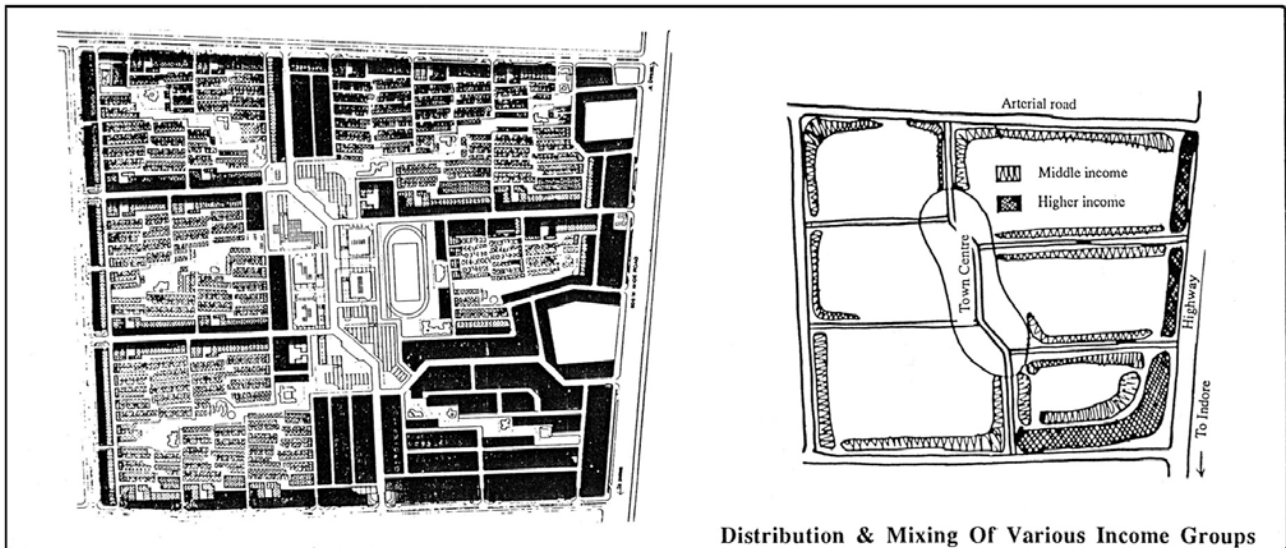 Arterial road
Middle income
Higher income
Town Centre
Highway
To Indore
Distribution & Mixing Of Various Income Groups